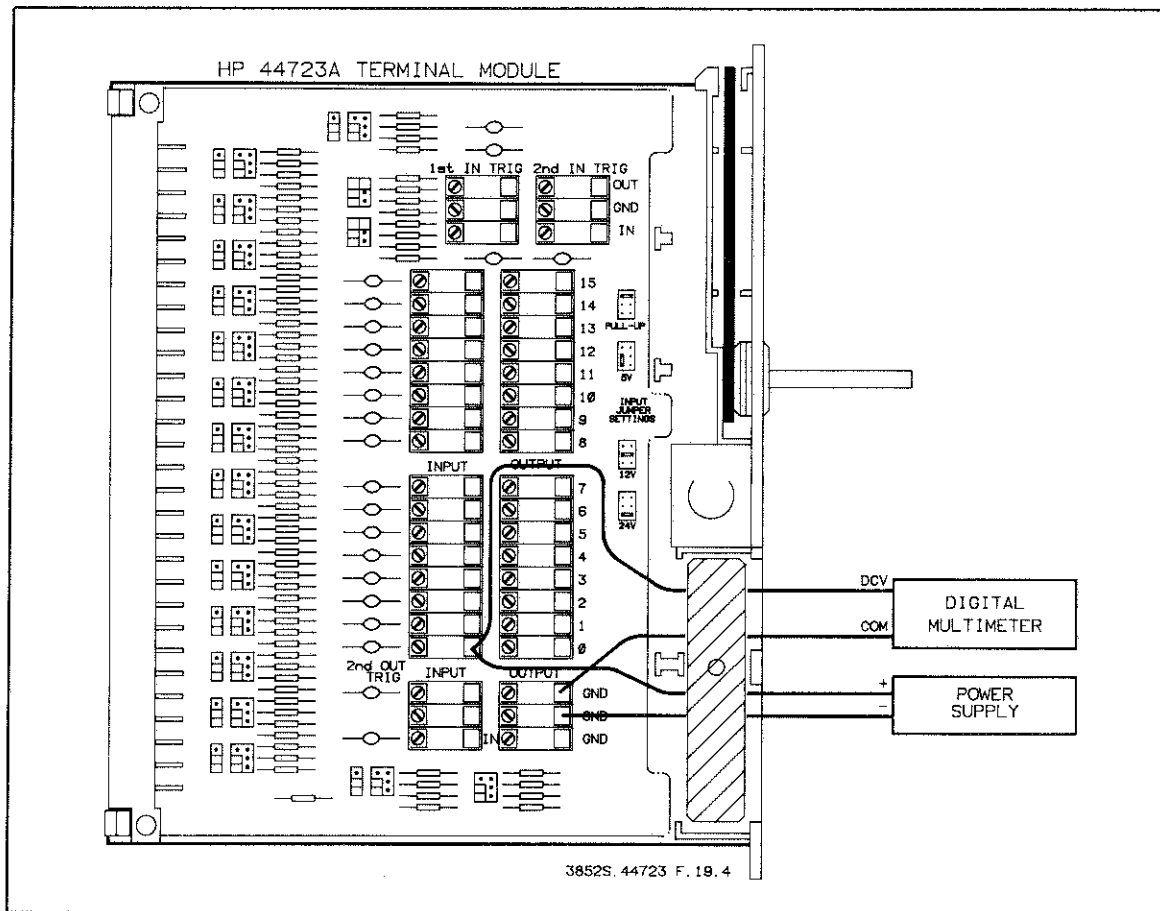 HP 44723A TERMINAL MODULE
1st IN TRIG 2nd IN TRIG
OUT
GND
IN
15
14
13
12
11
10
9
8
PULL-UP
5V
INPUT
JUMPER
SETTINGS
12V
24V
INPUT OUTPUT
7
6
5
4
3
2
1
0
DCV
COM
DIGITAL
MULTIMETER
2nd OUT
TRIG
INPUT OUTPUT
GND
GND
IN GND
+
-
POWER
SUPPLY
3852S.44723 F.19.4